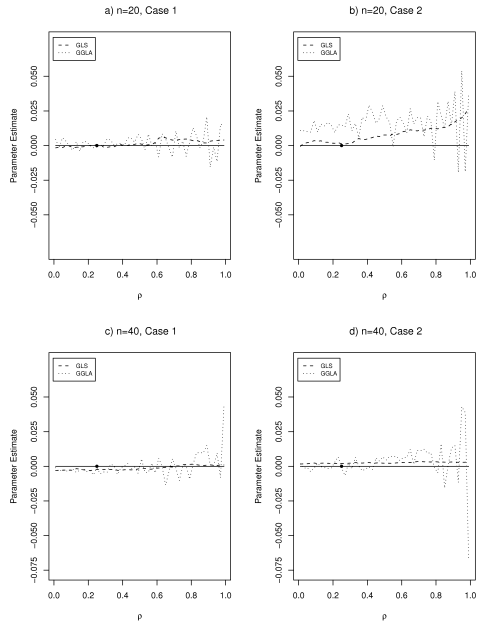 a) n=20, Case 1
GLS
GGLA
Parameter Estimate
0.050
0.025
0.000
−0.025
−0.050
0.0 0.2 0.4 0.6 0.8 1.0
ρ
b) n=20, Case 2
GLS
GGLA
Parameter Estimate
0.050
0.025
0.000
−0.025
−0.050
0.0 0.2 0.4 0.6 0.8 1.0
ρ
c) n=40, Case 1
GLS
GGLA
Parameter Estimate
0.050
0.025
0.000
−0.025
−0.050
−0.075
0.0 0.2 0.4 0.6 0.8 1.0
ρ
d) n=40, Case 2
GLS
GGLA
Parameter Estimate
0.050
0.025
0.000
−0.025
−0.050
−0.075
0.0 0.2 0.4 0.6 0.8 1.0
ρ